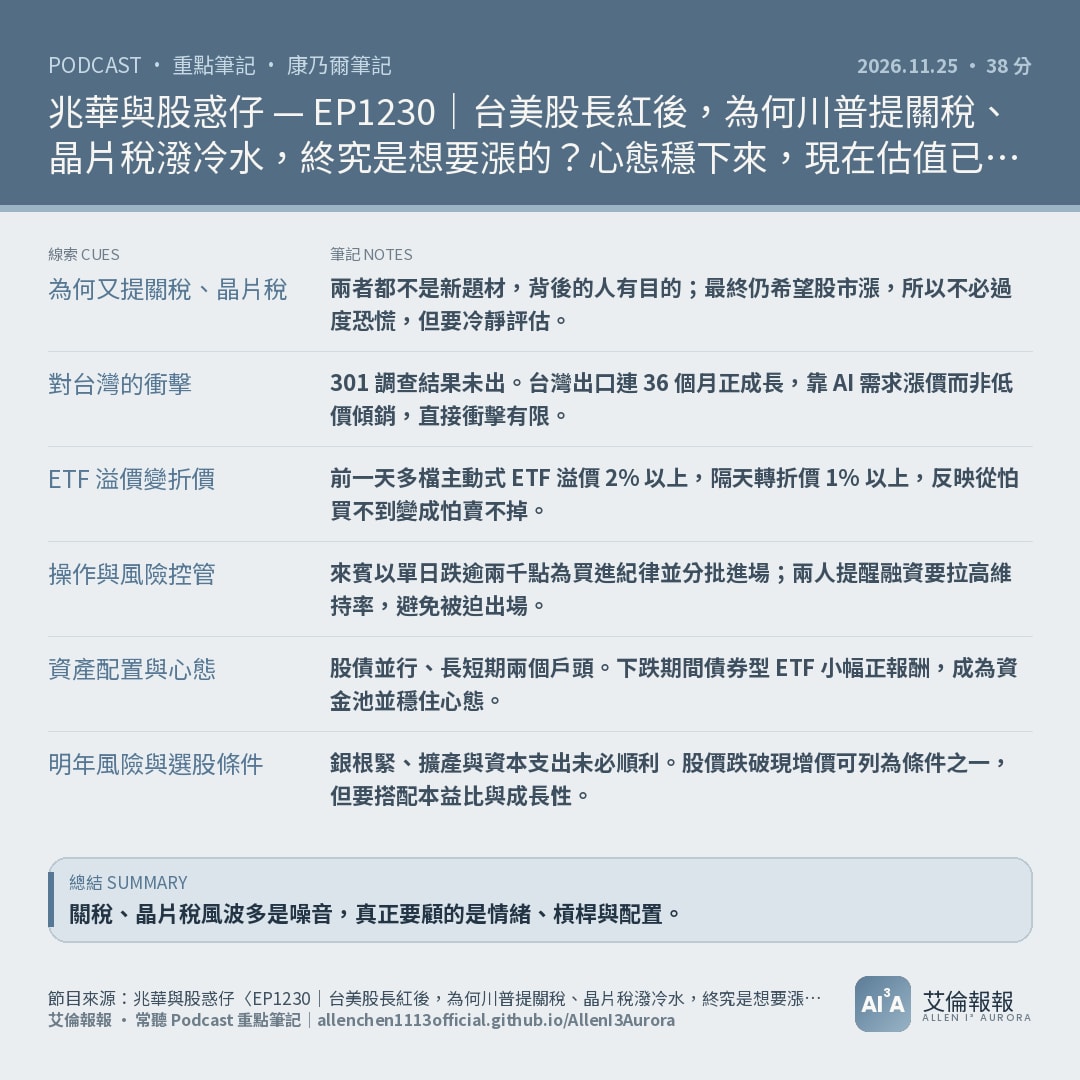 PODCAST • 重點筆記 • 康乃爾筆記
2026.11.25 • 38 分
兆華與股惑仔 — EP1230｜台美股長紅後，為何川普提關稅、
晶片稅潑冷水，終究是想要漲的？心態穩下來，現在估值已⋯
線索 CUES
筆記 NOTES
為何又提關稅、晶片稅
兩者都不是新題材，背後的人有目的；最終仍希望股市漲，所以不必過
度恐慌，但要冷靜評估。
對台灣的衝擊
301 調查結果未出。台灣出口連 36 個月正成長，靠 AI 需求漲價而非低
價傾銷，直接衝擊有限。
ETF 溢價變折價
前一天多檔主動式 ETF 溢價 2% 以上，隔天轉折價 1% 以上，反映從怕
買不到變成怕賣不掉。
操作與風險控管
來賓以單日跌逾兩千點為買進紀律並分批進場；兩人提醒融資要拉高維
持率，避免被迫出場。
資產配置與心態
股債並行、長短期兩個戶頭。下跌期間債券型 ETF 小幅正報酬，成為資
金池並穩住心態。
明年風險與選股條件
銀根緊、擴產與資本支出未必順利。股價跌破現增價可列為條件之一，
但要搭配本益比與成長性。
總結 SUMMARY
關稅、晶片稅風波多是噪音，真正要顧的是情緒、槓桿與配置。
節目來源：兆華與股惑仔〈EP1230｜台美股長紅後，為何川普提關稅、晶片稅潑冷水，終究是想要漲⋯
艾倫報報 • 常聽 Podcast 重點筆記｜allenchen1113official.github.io/AllenI3Aurora
AI³A
艾倫報報
ALLEN I³ AURORA